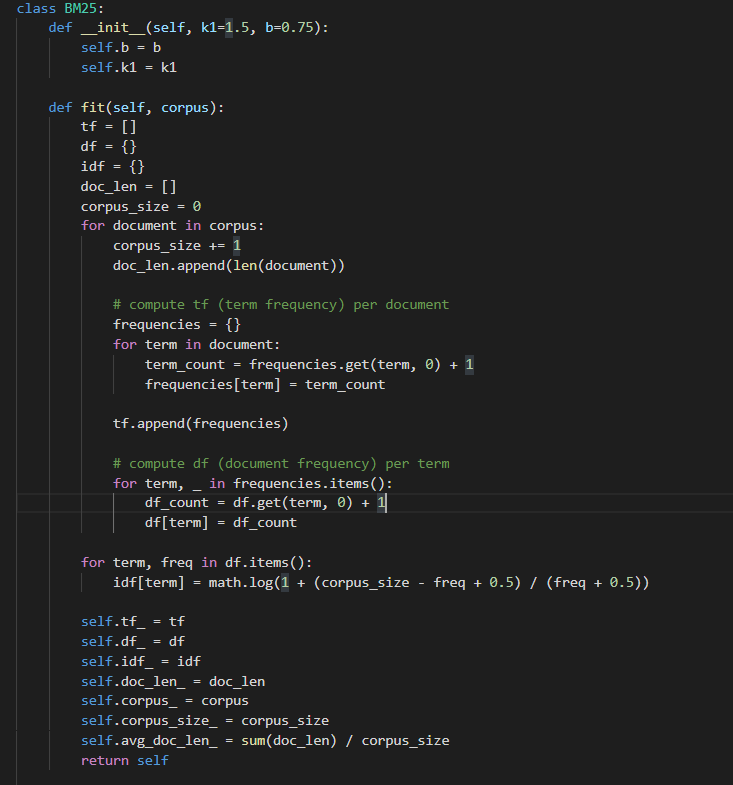 class BM25:
    def __init__(self, k1=1.5, b=0.75):
        self.b = b
        self.k1 = k1

    def fit(self, corpus):
        tf = []
        df = {}
        idf = {}
        doc_len = []
        corpus_size = 0
        for document in corpus:
            corpus_size += 1
            doc_len.append(len(document))

            # compute tf (term frequency) per document
            frequencies = {}
            for term in document:
                term_count = frequencies.get(term, 0) + 1
                frequencies[term] = term_count

            tf.append(frequencies)

            # compute df (document frequency) per term
            for term, _ in frequencies.items():
                df_count = df.get(term, 0) + 1
                df[term] = df_count

        for term, freq in df.items():
            idf[term] = math.log(1 + (corpus_size - freq + 0.5) / (freq + 0.5))

        self.tf_ = tf
        self.df_ = df
        self.idf_ = idf
        self.doc_len_ = doc_len
        self.corpus_ = corpus
        self.corpus_size_ = corpus_size
        self.avg_doc_len_ = sum(doc_len) / corpus_size
        return self